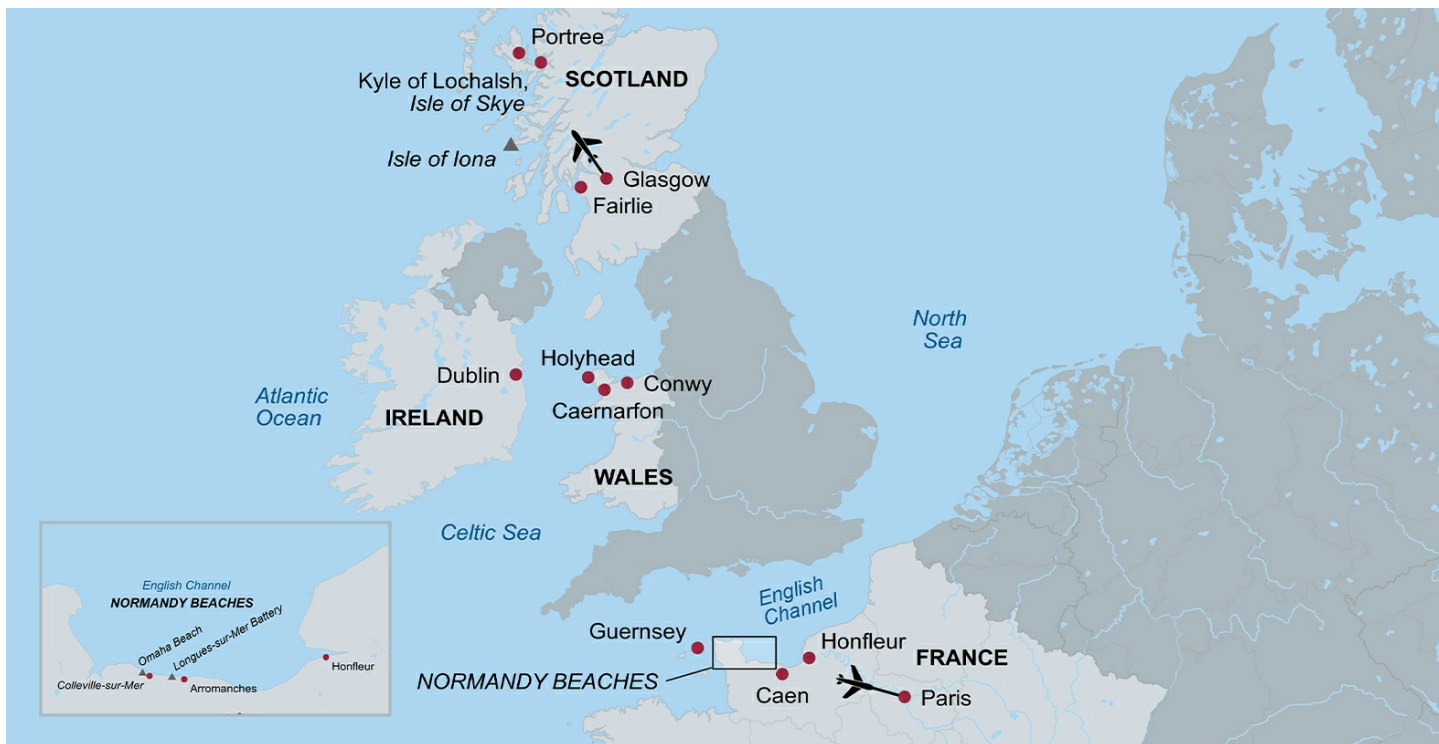 Portree
Kyle of Lochalsh,
Isle of Skye
SCOTLAND
Isle of Iona
Glasgow
Fairlie
North
Sea
Holyhead
Dublin
Conwy
Caernarfon
Atlantic
Ocean
IRELAND
WALES
Celtic Sea
English
Channel
Guernsey
Honfleur
FRANCE
NORMANDY BEACHES
Caen
Paris
English Channel
NORMANDY BEACHES
Omaha Beach
Longues-sur-Mer Battery
Honfleur
Colleville-sur-Mer
Arromanches